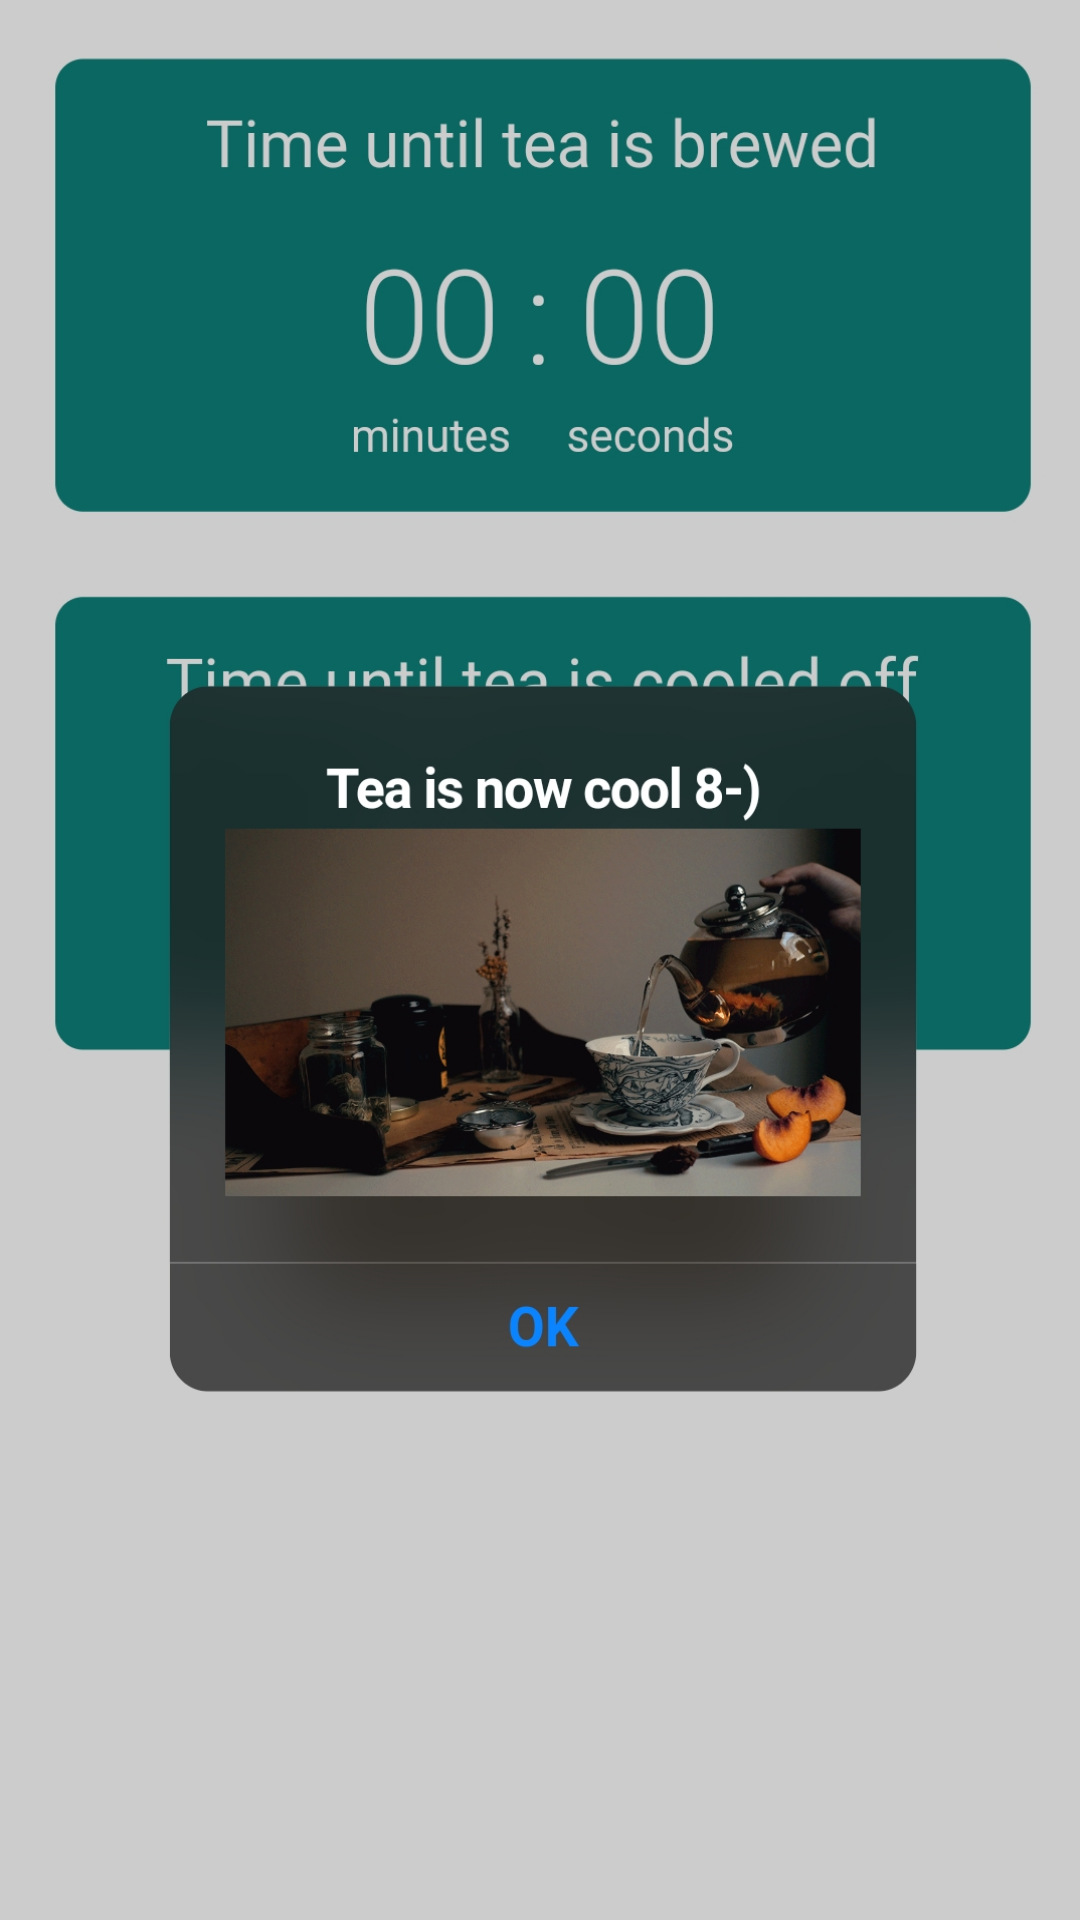 Time until tea is brewed
00 : 00
minutes seconds
Time until tea is cooled off
Tea is now cool 8-)
OK